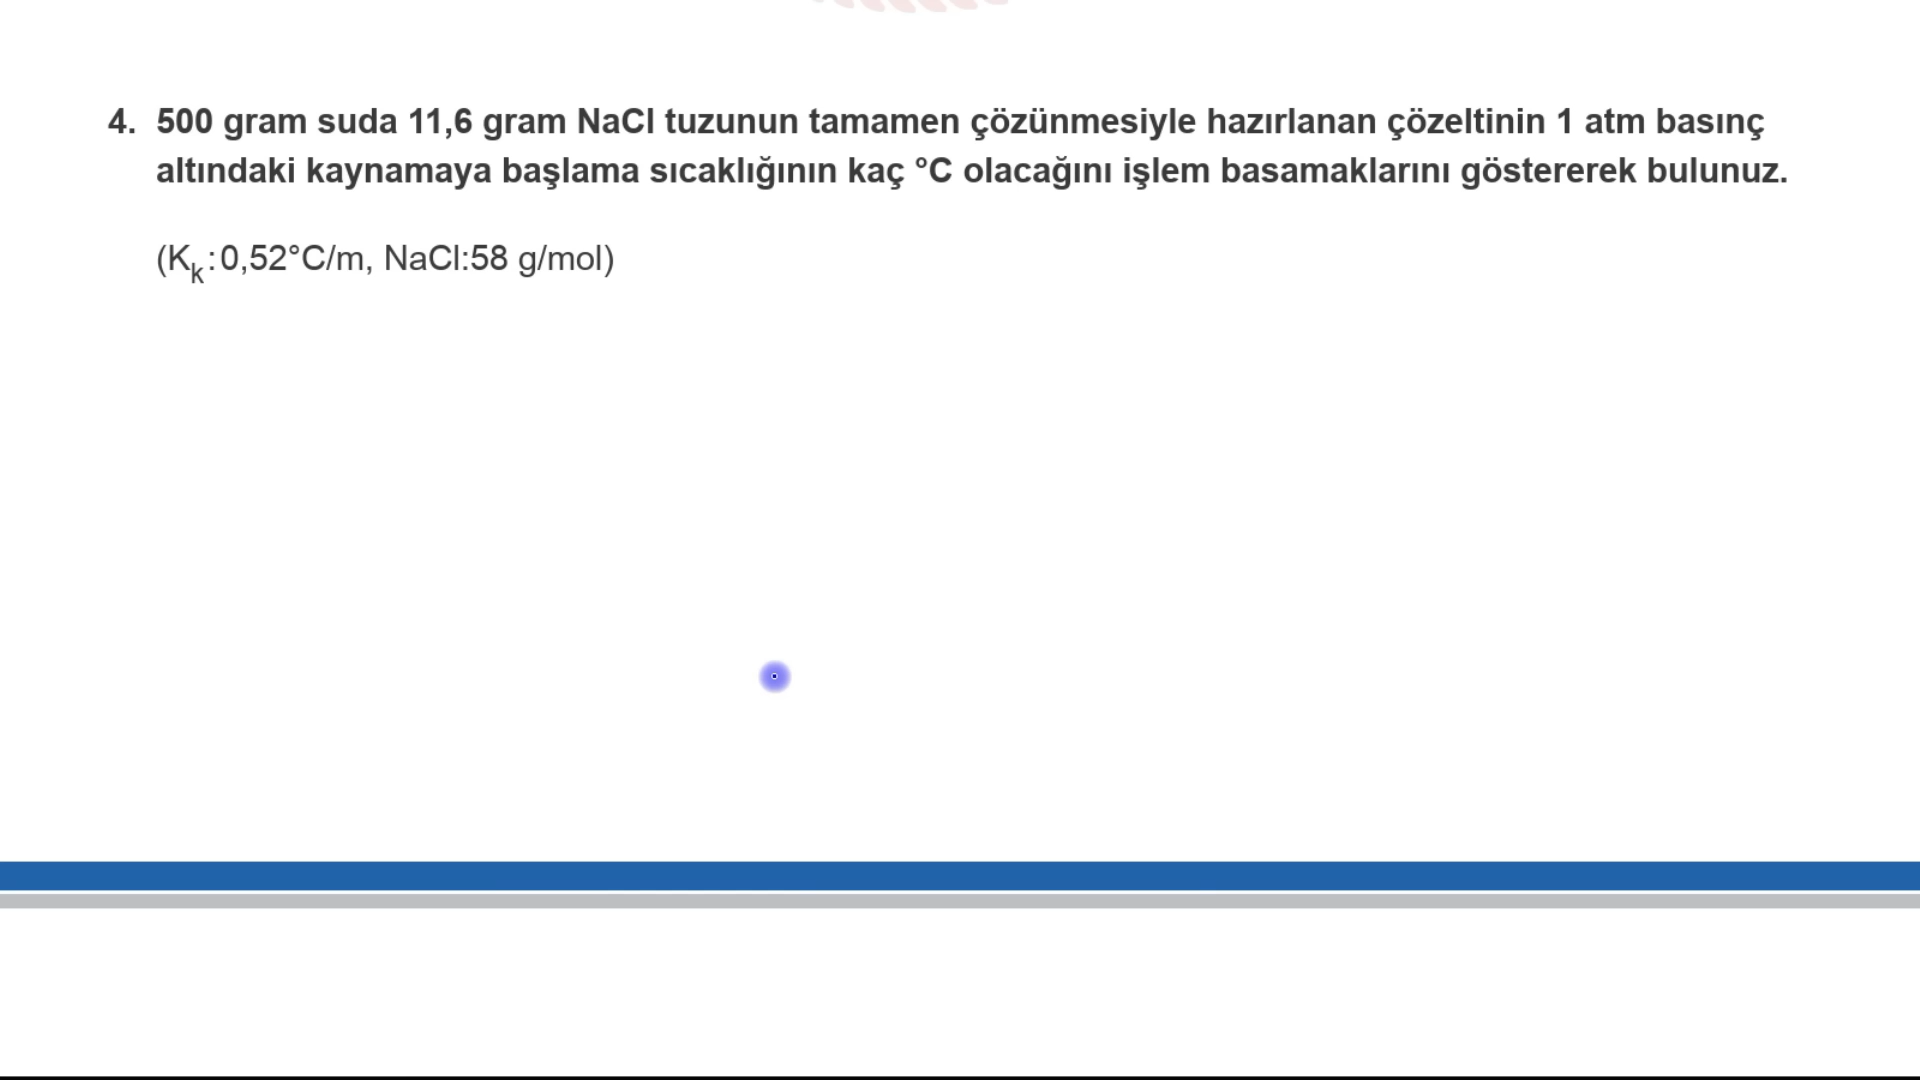 4. 500 gram suda 11,6 gram NaCl tuzunun tamamen çözünmesiyle hazırlanan çözeltinin 1 atm basınç
altındaki kaynamaya başlama sıcaklığının kaç °C olacağını işlem basamaklarını göstererek bulunuz.
(Kk:0,52°C/m, NaCl:58 g/mol)